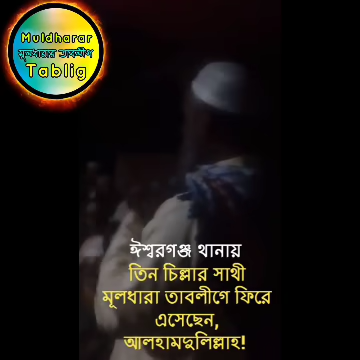 Muldharar
মূলধারার তাবলীগ
Tablig
ঈশ্বরগঞ্জ থানায়
তিন চিল্লার সাথী
মূলধারা তাবলীগে ফিরে
এসেছেন,
আলহামদুলিল্লাহ!